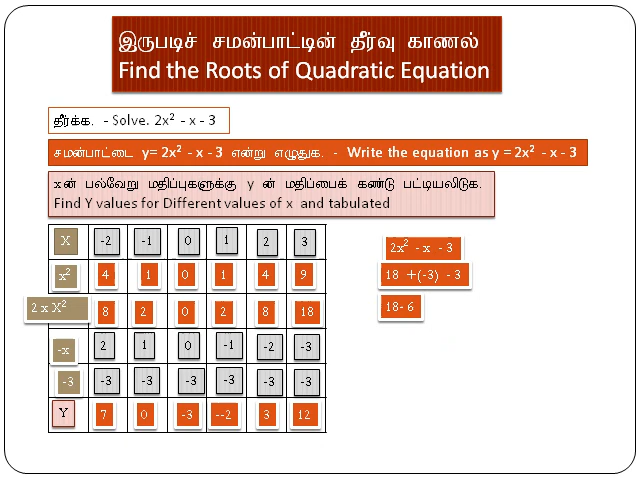 இருபடிச் சமன்பாட்டின் தீர்வு காணல்
Find the Roots of Quadratic Equation
தீர்க்க. - Solve. 2x² - x - 3
சமன்பாட்டை y= 2x² - x - 3 என்று எழுதுக. - Write the equation as y = 2x² - x - 3
xன் பல்வேறு மதிப்புகளுக்கு y ன் மதிப்பைக் கண்டு பட்டியலிடுக.
Find Y values for Different values of x and tabulated
X -2 -1 0 1 2 3
x² 4 1 0 1 4 9
2 x X² 8 2 0 2 8 18
-x 2 1 0 -1 -2 -3
-3 -3 -3 -3 -3 -3 -3
Y 7 0 -3 --2 3 12
2x² - x - 3
18 +(-3) - 3
18- 6